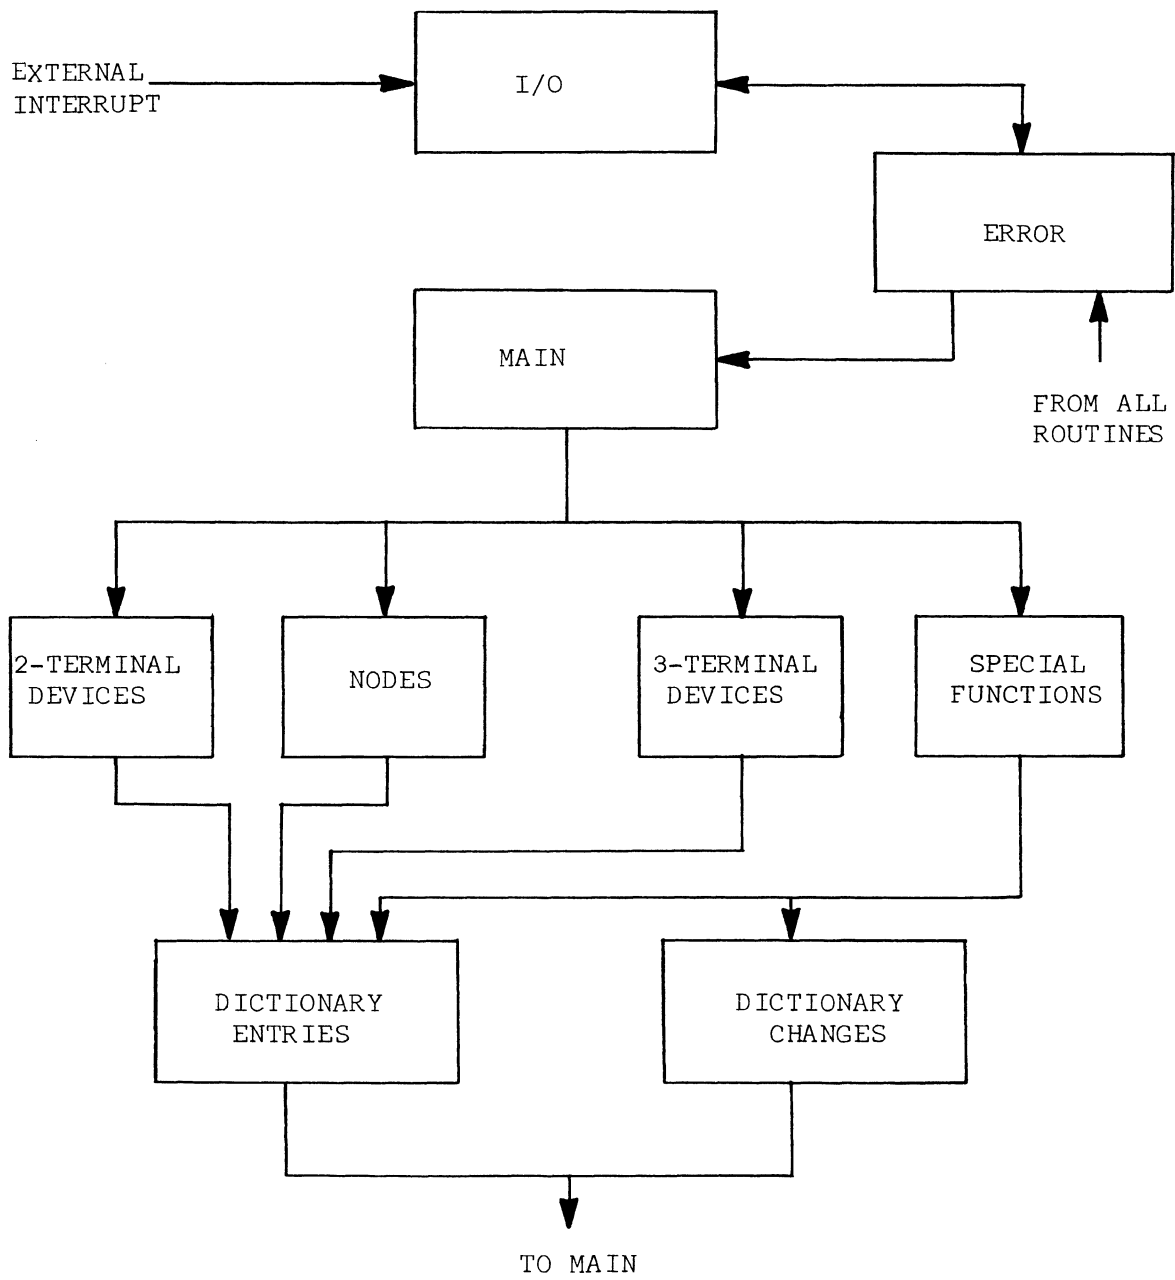 EXTERNAL
INTERRUPT
I/O
ERROR
MAIN
FROM ALL
ROUTINES
2-TERMINAL
DEVICES
NODES
3-TERMINAL
DEVICES
SPECIAL
FUNCTIONS
DICTIONARY
ENTRIES
DICTIONARY
CHANGES
TO MAIN